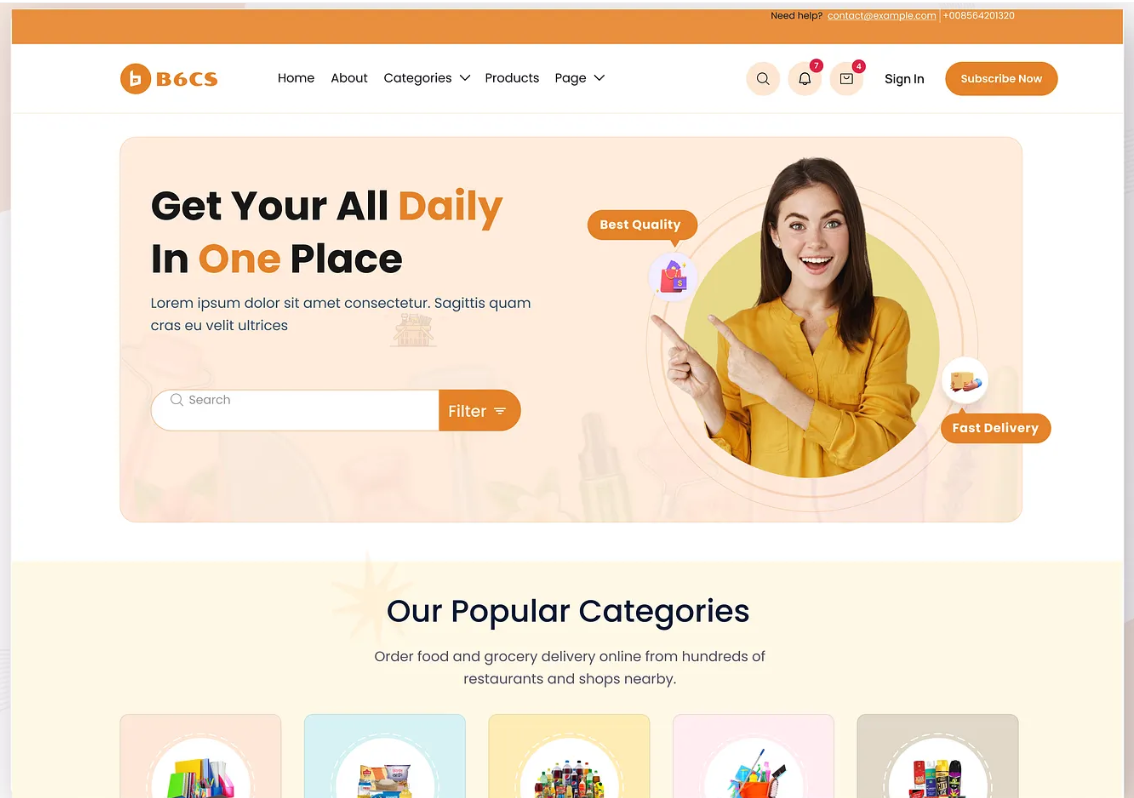 Need help? contact@example.com +008564201320
B6CS
Home About Categories Products Page
7
4
Sign In
Subscribe Now
Get Your All Daily
In One Place
Lorem ipsum dolor sit amet consectetur. Sagittis quam
cras eu velit ultrices
Search
Filter
Best Quality
Fast Delivery
Our Popular Categories
Order food and grocery delivery online from hundreds of
restaurants and shops nearby.